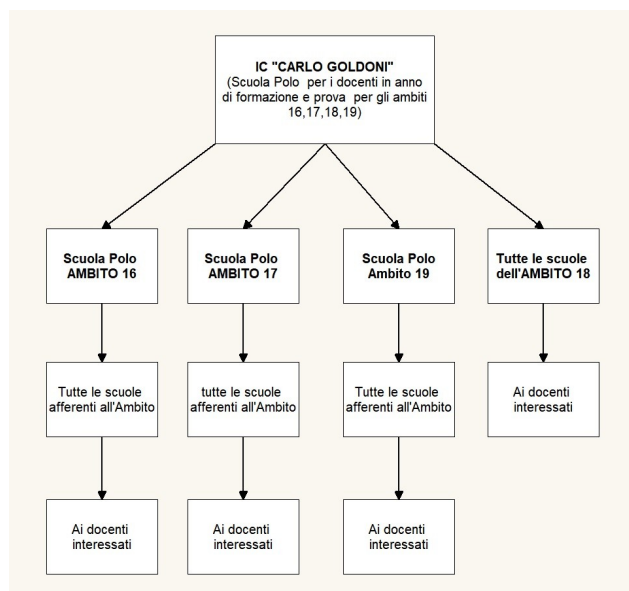 IC "CARLO GOLDONI"
(Scuola Polo per i docenti in anno
di formazione e prova per gli ambiti
16,17,18,19)
Scuola Polo
AMBITO 16
Scuola Polo
AMBITO 17
Scuola Polo
Ambito 19
Tutte le scuole
dell'AMBITO 18
Tutte le scuole
afferenti all'Ambito
tutte le scuole
afferenti all'Ambito
Tutte le scuole
afferenti all'Ambito
Ai docenti
interessati
Ai docenti
interessati
Ai docenti
interessati
Ai docenti
interessati